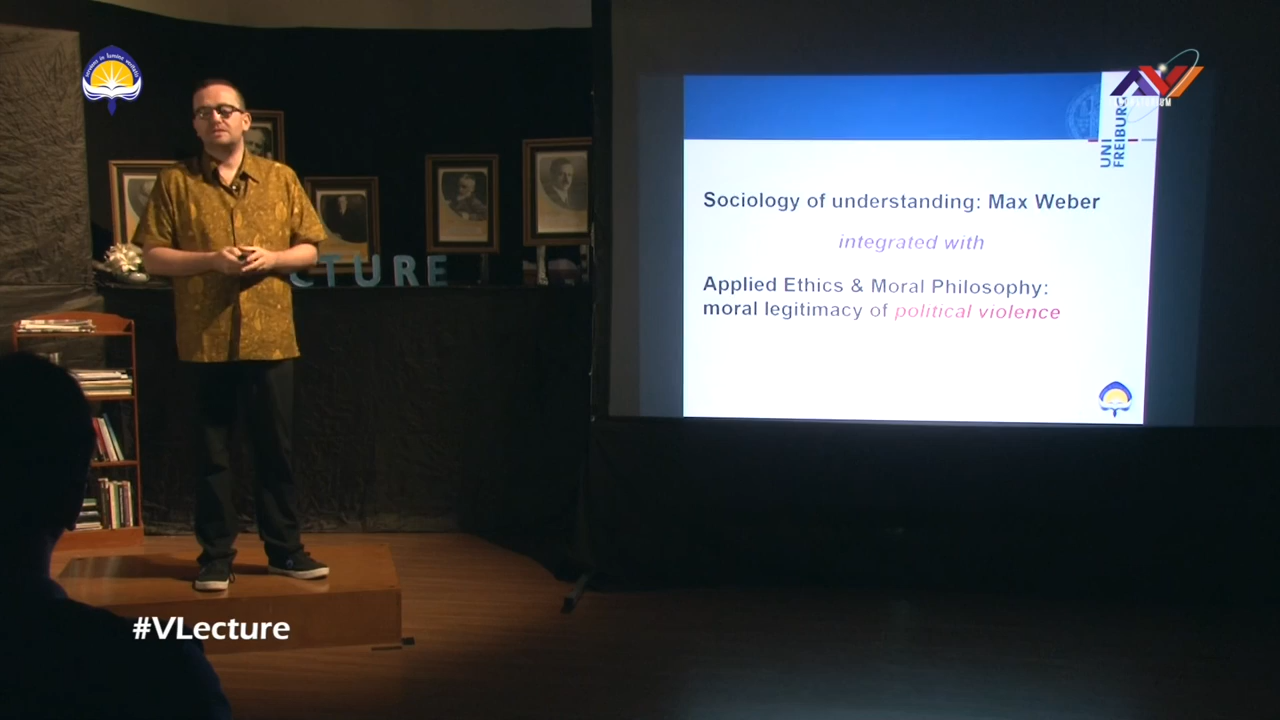 UNI
FREIBURG
Sociology of understanding: Max Weber
integrated with
Applied Ethics & Moral Philosophy:
moral legitimacy of political violence
CTURE
#VLecture